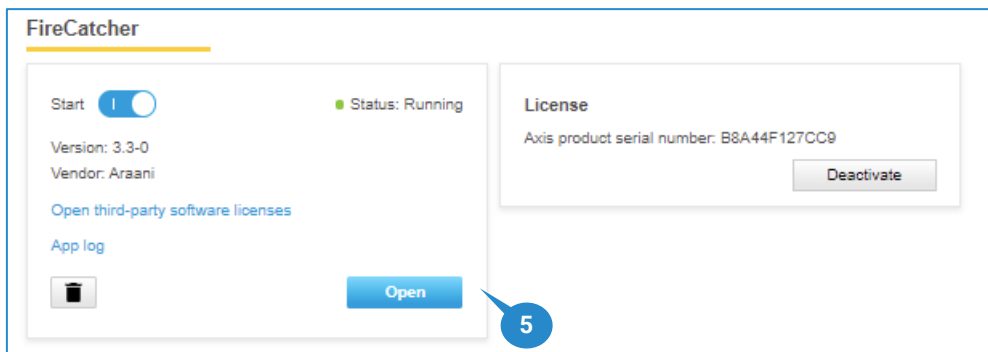 FireCatcher
Start
Status: Running
Version: 3.3-0
Vendor: Araani
Open third-party software licenses
App log
Open
5
License
Axis product serial number: B8A44F127CC9
Deactivate